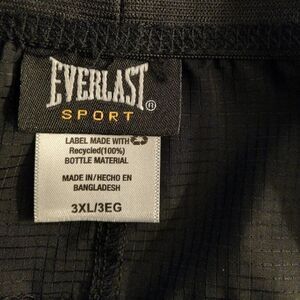 EVERLAST®
SPORT
LABEL MADE WITH
Recycled(100%)
BOTTLE MATERIAL
MADE IN/HECHO EN
BANGLADESH
3XL/3EG